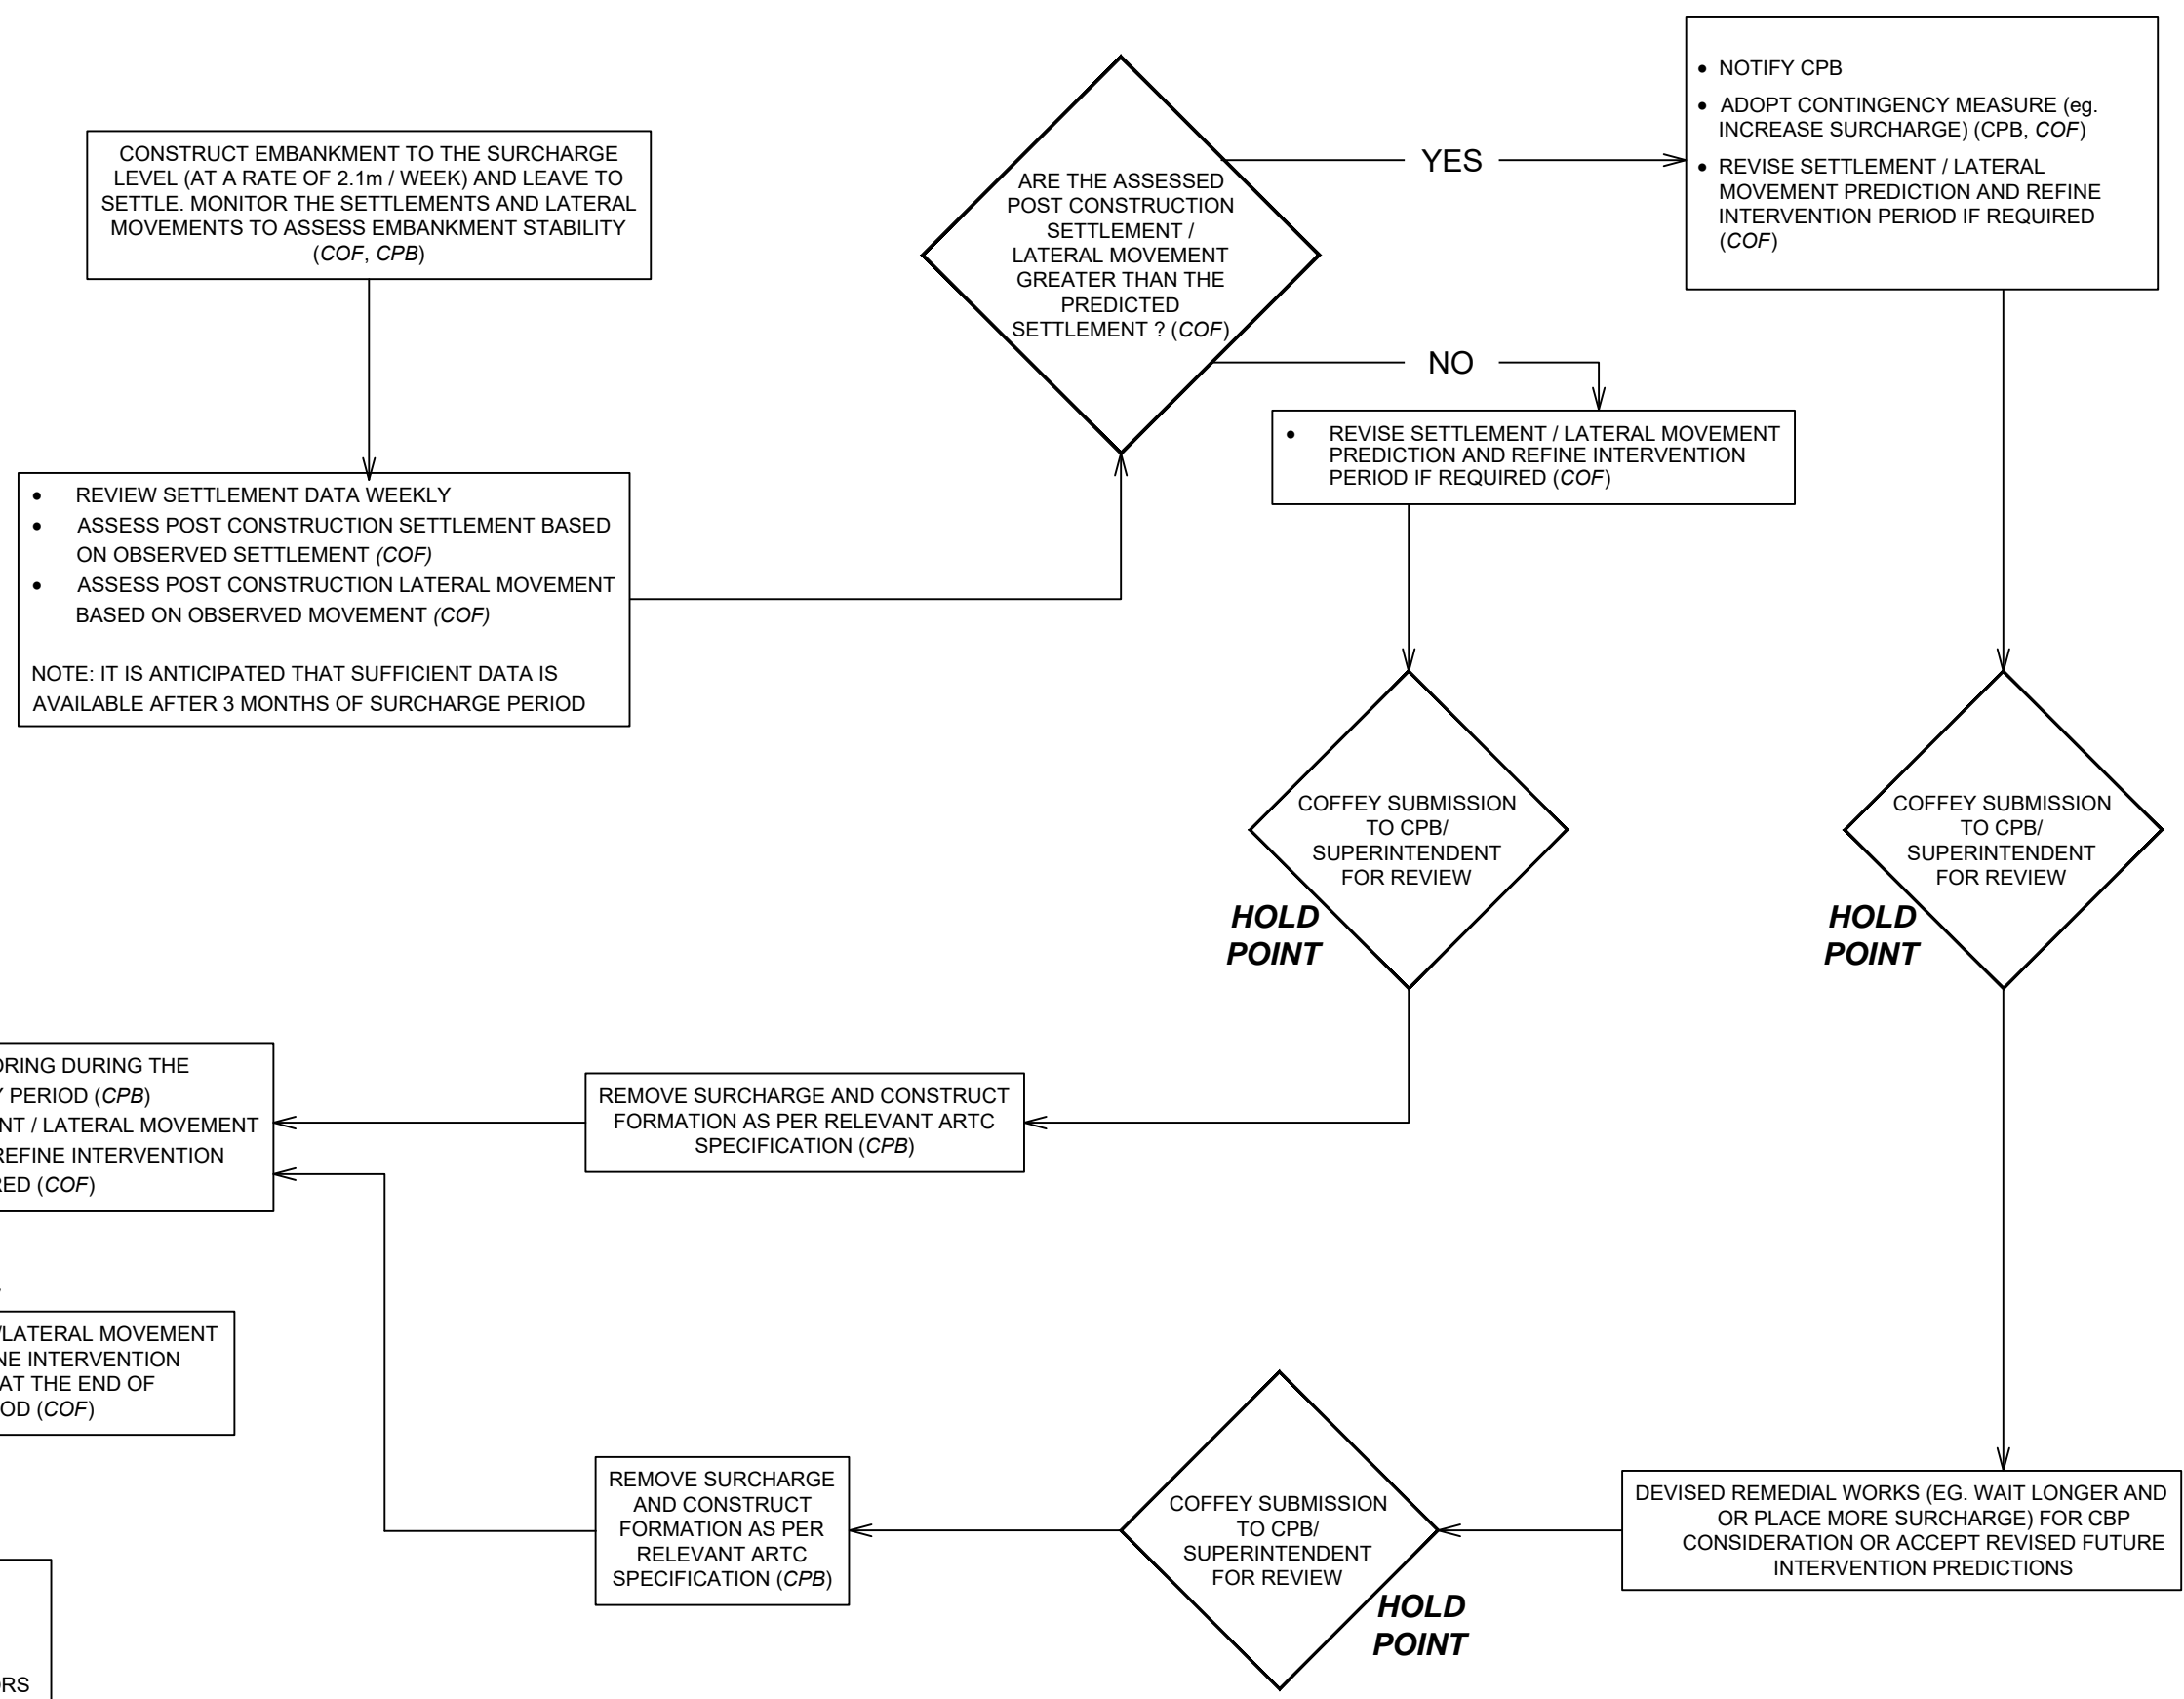 CONSTRUCT EMBANKMENT TO THE SURCHARGE
LEVEL (AT A RATE OF 2.1m / WEEK) AND LEAVE TO
SETTLE. MONITOR THE SETTLEMENTS AND LATERAL
MOVEMENTS TO ASSESS EMBANKMENT STABILITY
(COF, CPB)
• REVIEW SETTLEMENT DATA WEEKLY
• ASSESS POST CONSTRUCTION SETTLEMENT BASED
ON OBSERVED SETTLEMENT (COF)
• ASSESS POST CONSTRUCTION LATERAL MOVEMENT
BASED ON OBSERVED MOVEMENT (COF)
NOTE: IT IS ANTICIPATED THAT SUFFICIENT DATA IS
AVAILABLE AFTER 3 MONTHS OF SURCHARGE PERIOD
ARE THE ASSESSED
POST CONSTRUCTION
SETTLEMENT /
LATERAL MOVEMENT
GREATER THAN THE
PREDICTED
SETTLEMENT ? (COF)
YES
• NOTIFY CPB
• ADOPT CONTINGENCY MEASURE (eg.
INCREASE SURCHARGE) (CPB, COF)
• REVISE SETTLEMENT / LATERAL
MOVEMENT PREDICTION AND REFINE
INTERVENTION PERIOD IF REQUIRED
(COF)
NO
• REVISE SETTLEMENT / LATERAL MOVEMENT
PREDICTION AND REFINE INTERVENTION
PERIOD IF REQUIRED (COF)
COFFEY SUBMISSION
TO CPB/
SUPERINTENDENT
FOR REVIEW
HOLD
POINT
COFFEY SUBMISSION
TO CPB/
SUPERINTENDENT
FOR REVIEW
HOLD
POINT
REMOVE SURCHARGE AND CONSTRUCT
FORMATION AS PER RELEVANT ARTC
SPECIFICATION (CPB)
ORING DURING THE
Y PERIOD (CPB)
NT / LATERAL MOVEMENT
REFINE INTERVENTION
RED (COF)
/LATERAL MOVEMENT
NE INTERVENTION
AT THE END OF
OD (COF)
DEVISED REMEDIAL WORKS (EG. WAIT LONGER AND
OR PLACE MORE SURCHARGE) FOR CBP
CONSIDERATION OR ACCEPT REVISED FUTURE
INTERVENTION PREDICTIONS
COFFEY SUBMISSION
TO CPB/
SUPERINTENDENT
FOR REVIEW
HOLD
POINT
REMOVE SURCHARGE
AND CONSTRUCT
FORMATION AS PER
RELEVANT ARTC
SPECIFICATION (CPB)
RS